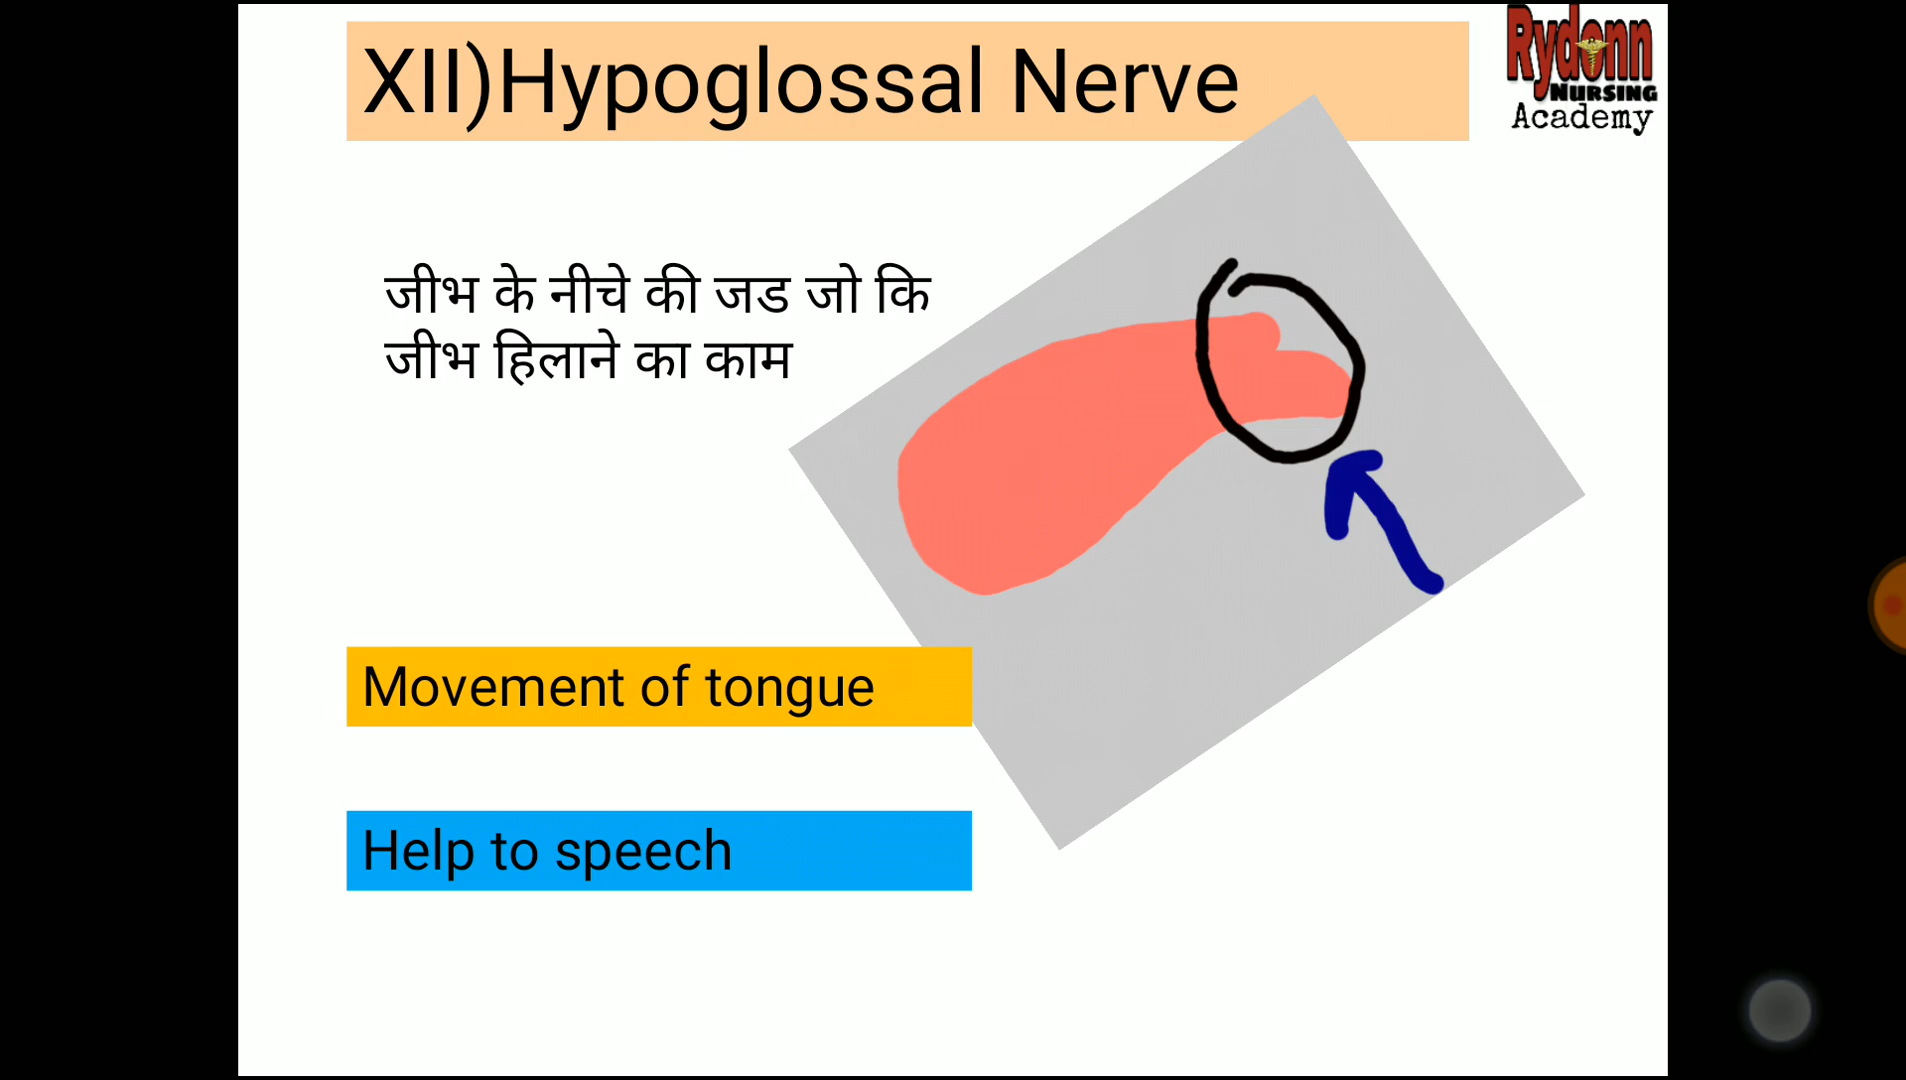 XII)Hypoglossal Nerve
Rydonn
NURSING
Academy
जीभ के नीचे की जड जो कि
जीभ हिलाने का काम
Movement of tongue
Help to speech